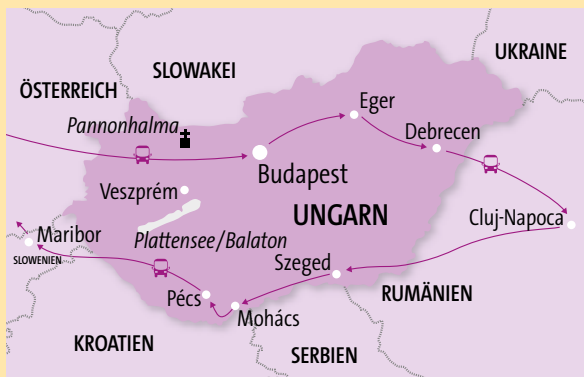 UKRAINE
SLOWAKEI
ÖSTERREICH
Eger
Pannonhalma
Debrecen
Budapest
Veszprém
UNGARN
Cluj-Napoca
Maribor
SLOWENIEN
Plattensee/Balaton
Szeged
RUMÄNIEN
Pécs
Mohács
KROATIEN
SERBIEN